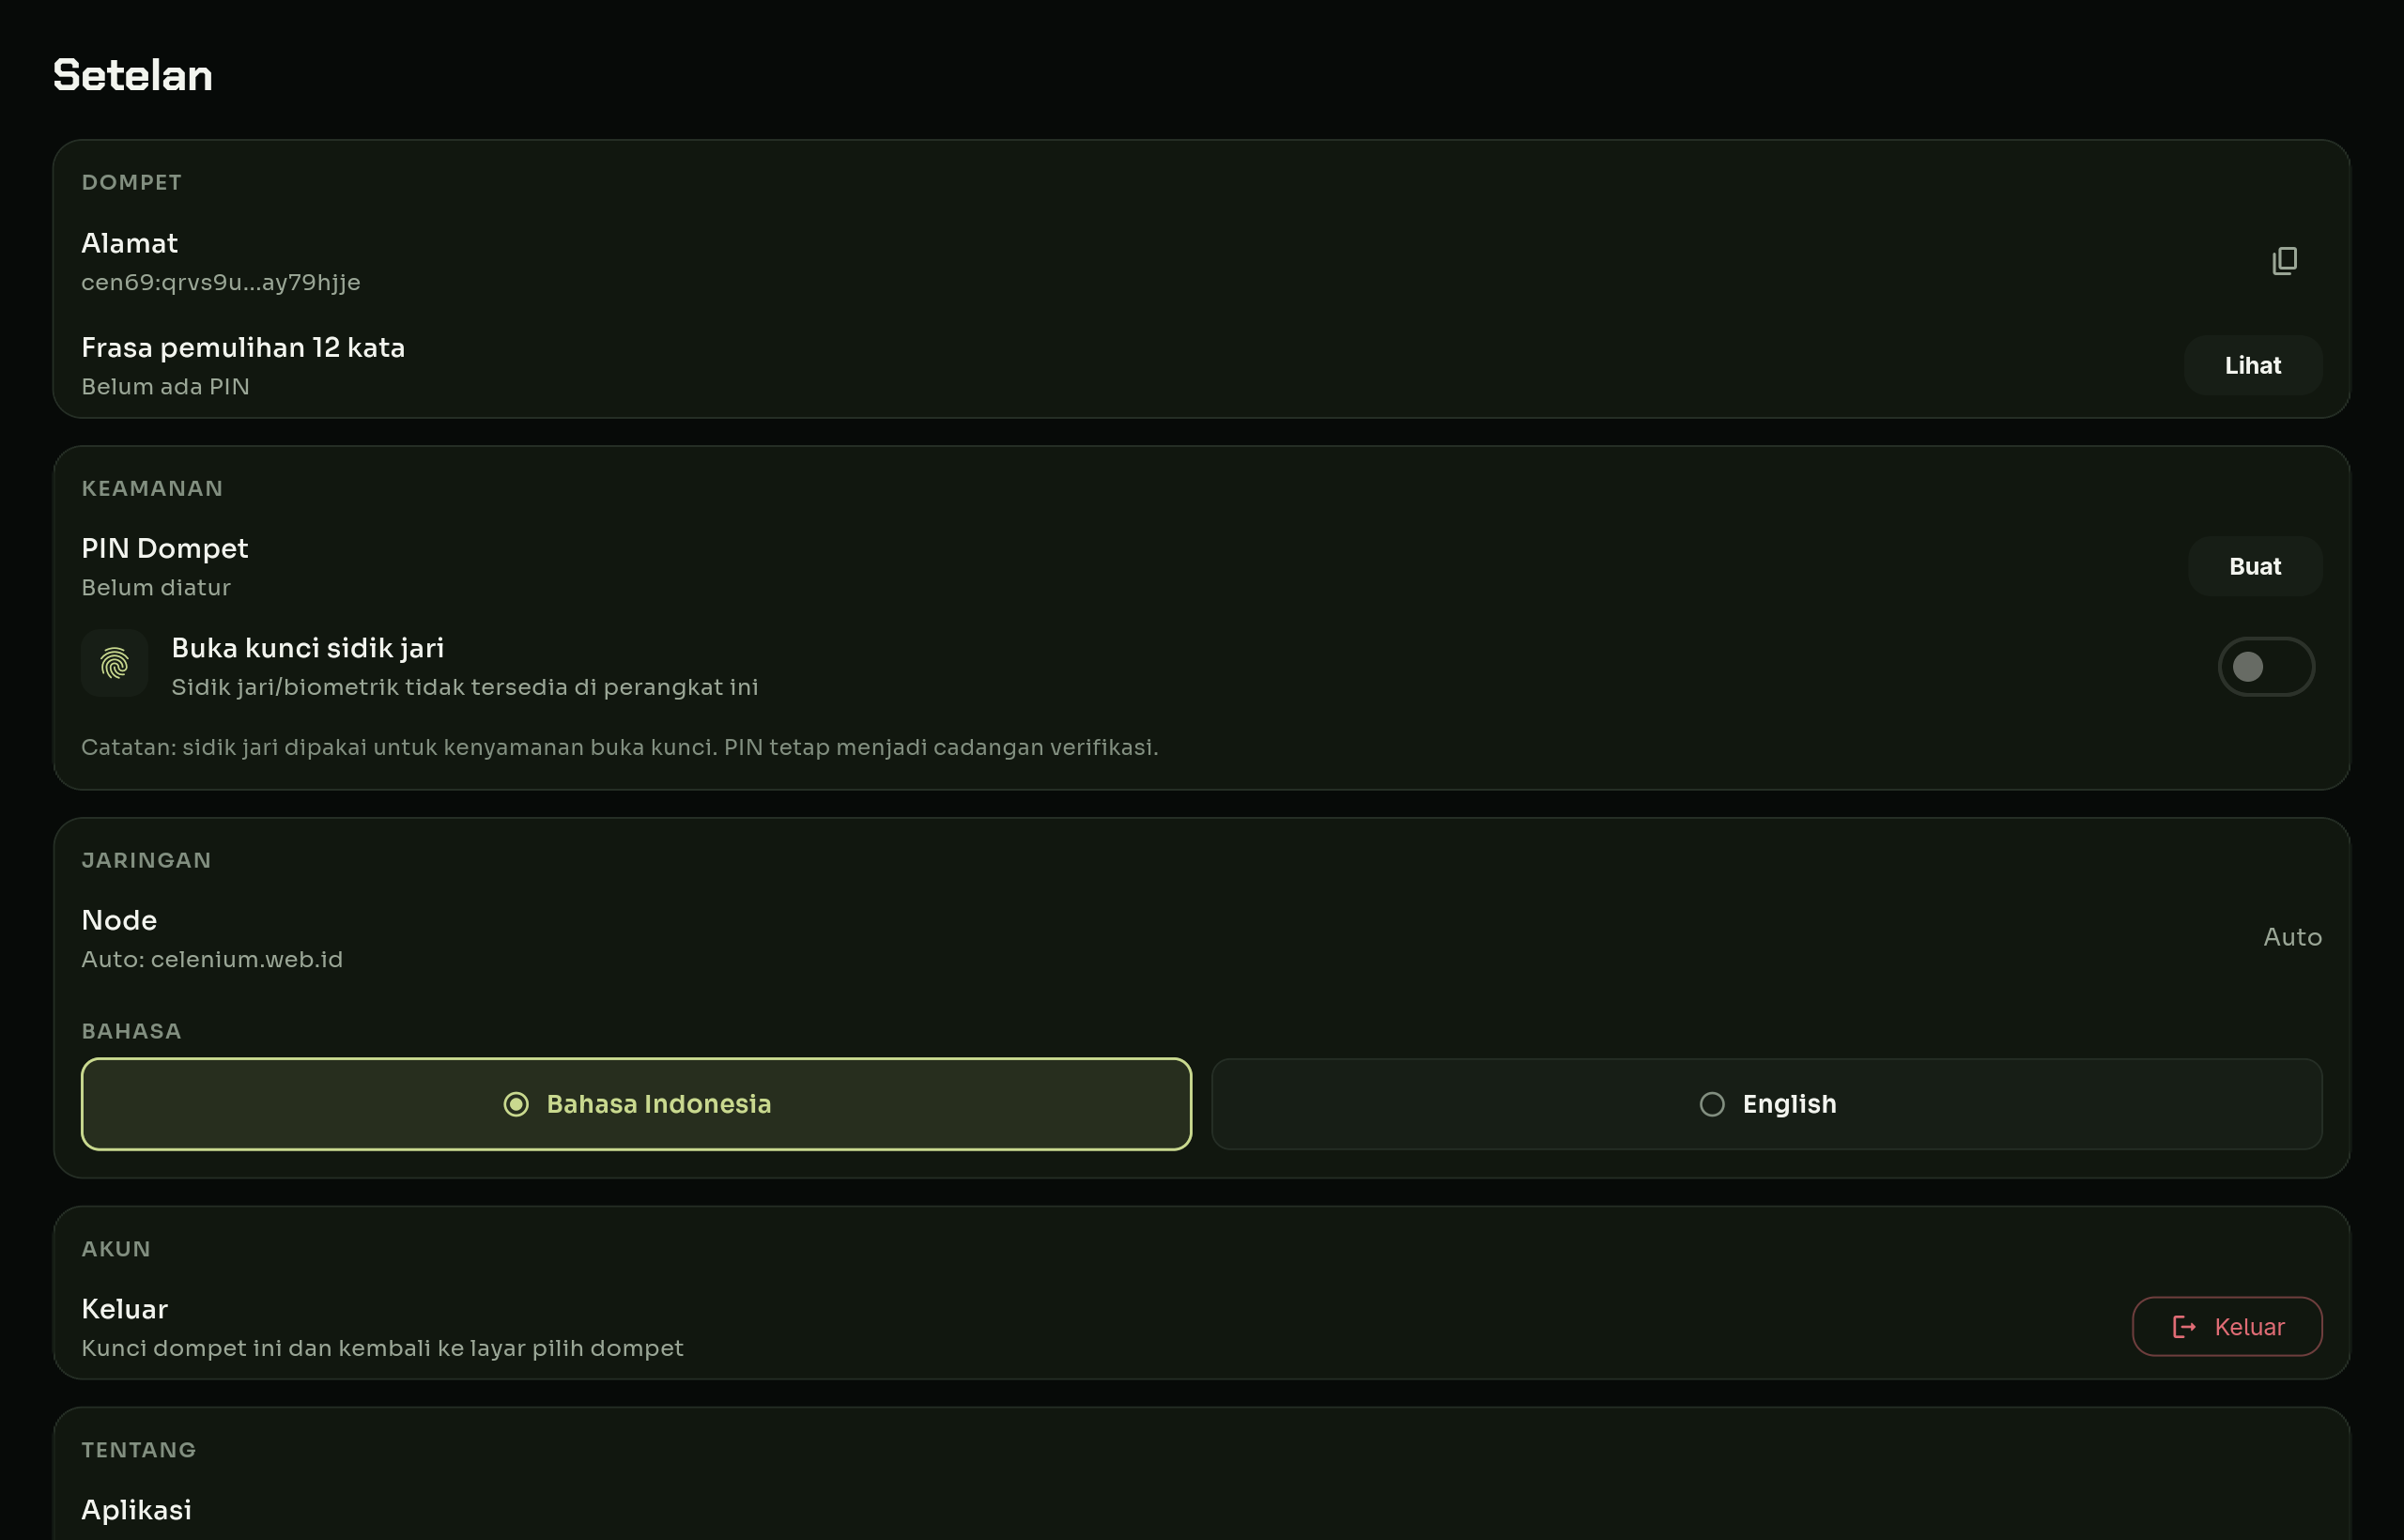 Setelan
DOMPET
Alamat
cen69:qrvs9u...ay79hjje
Frasa pemulihan 12 kata
Belum ada PIN
Lihat
KEAMANAN
PIN Dompet
Belum diatur
Buat
Buka kunci sidik jari
Sidik jari/biometrik tidak tersedia di perangkat ini
Catatan: sidik jari dipakai untuk kenyamanan buka kunci. PIN tetap menjadi cadangan verifikasi.
JARINGAN
Node
Auto: celenium.web.id
Auto
BAHASA
Bahasa Indonesia
English
AKUN
Keluar
Kunci dompet ini dan kembali ke layar pilih dompet
Keluar
TENTANG
Aplikasi